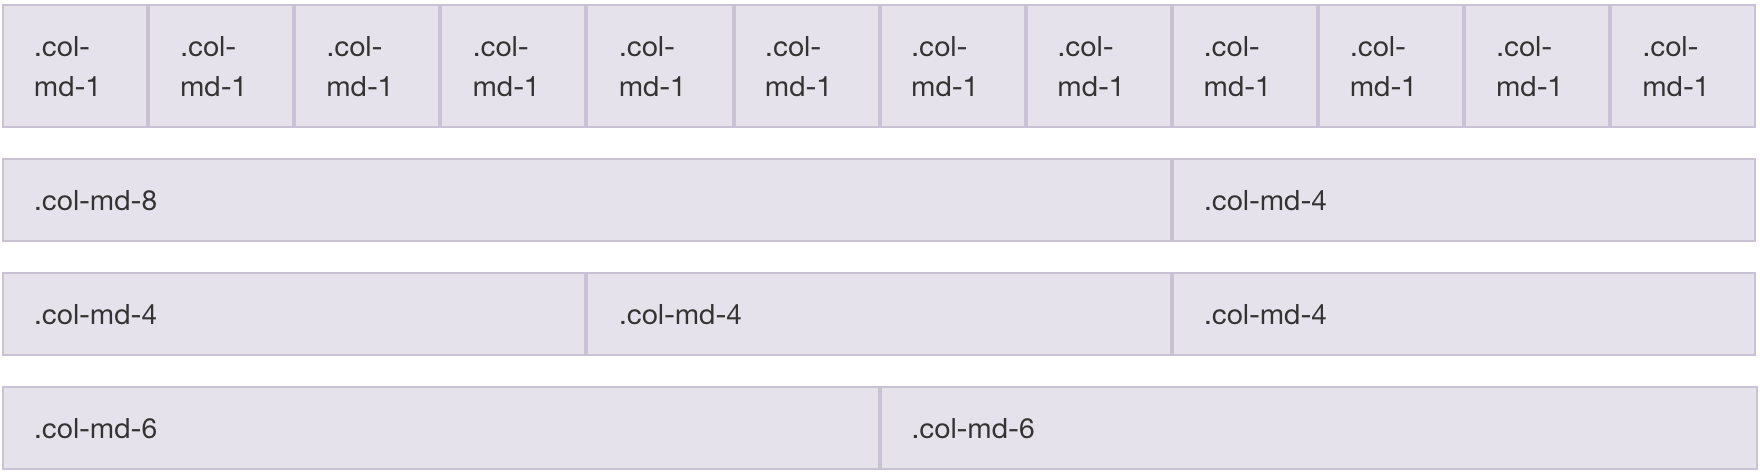 .col- .col- .col- .col- .col- .col- .col- .col- .col- .col- .col- .col-
md-1 md-1 md-1 md-1 md-1 md-1 md-1 md-1 md-1 md-1 md-1 md-1
.col-md-8 .col-md-4
.col-md-4 .col-md-4 .col-md-4
.col-md-6 .col-md-6